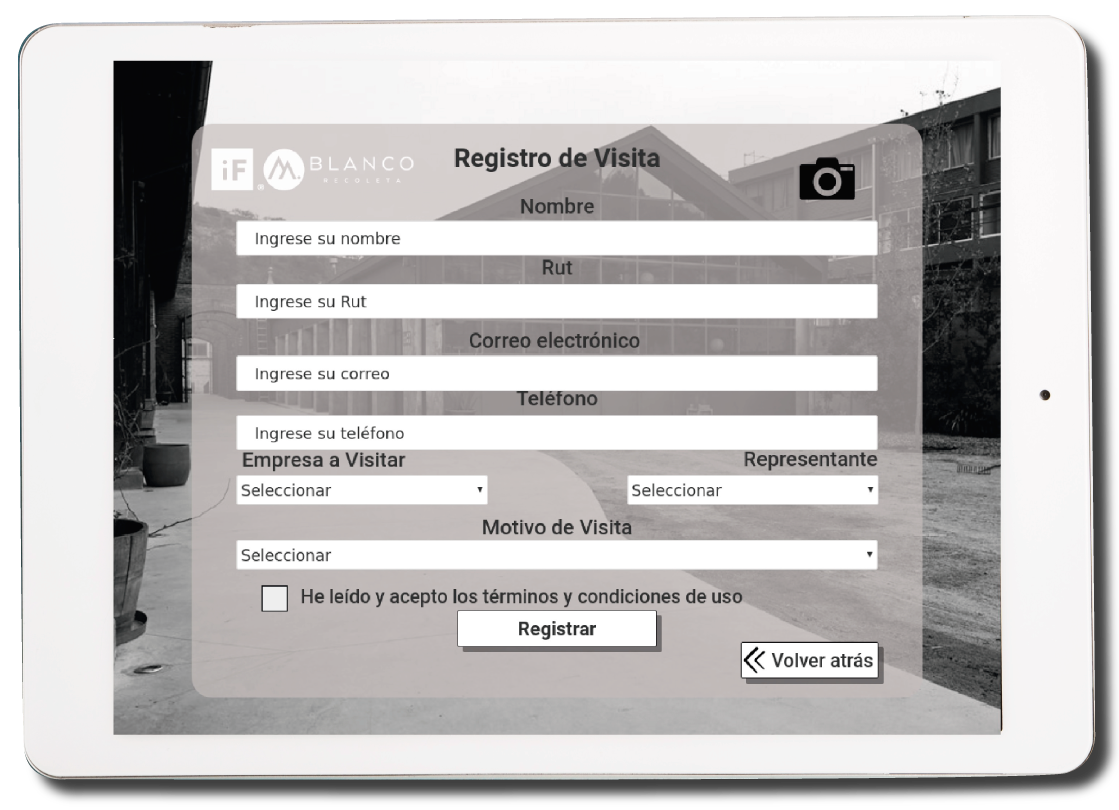 iF
BLANCO
RECOLETA
Registro de Visita
Nombre
Ingrese su nombre
Rut
Ingrese su Rut
Correo electrónico
Ingrese su correo
Teléfono
Ingrese su teléfono
Empresa a Visitar
Representante
Seleccionar
Seleccionar
Motivo de Visita
Seleccionar
He leído y acepto los términos y condiciones de uso
Registrar
Volver atrás